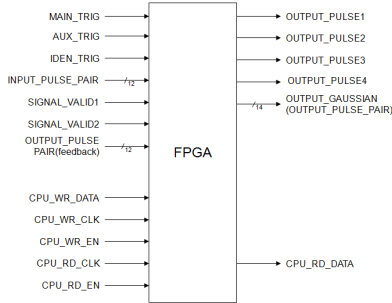 MAIN_TRIG
AUX_TRIG
IDEN_TRIG
INPUT_PULSE_PAIR
12
SIGNAL_VALID1
SIGNAL_VALID2
OUTPUT_PULSE
PAIR(feedback)
12
CPU_WR_DATA
CPU_WR_CLK
CPU_WR_EN
CPU_RD_CLK
CPU_RD_EN
FPGA
OUTPUT_PULSE1
OUTPUT_PULSE2
OUTPUT_PULSE3
OUTPUT_PULSE4
14
OUTPUT_GAUSSIAN
(OUTPUT_PULSE_PAIR)
CPU_RD_DATA